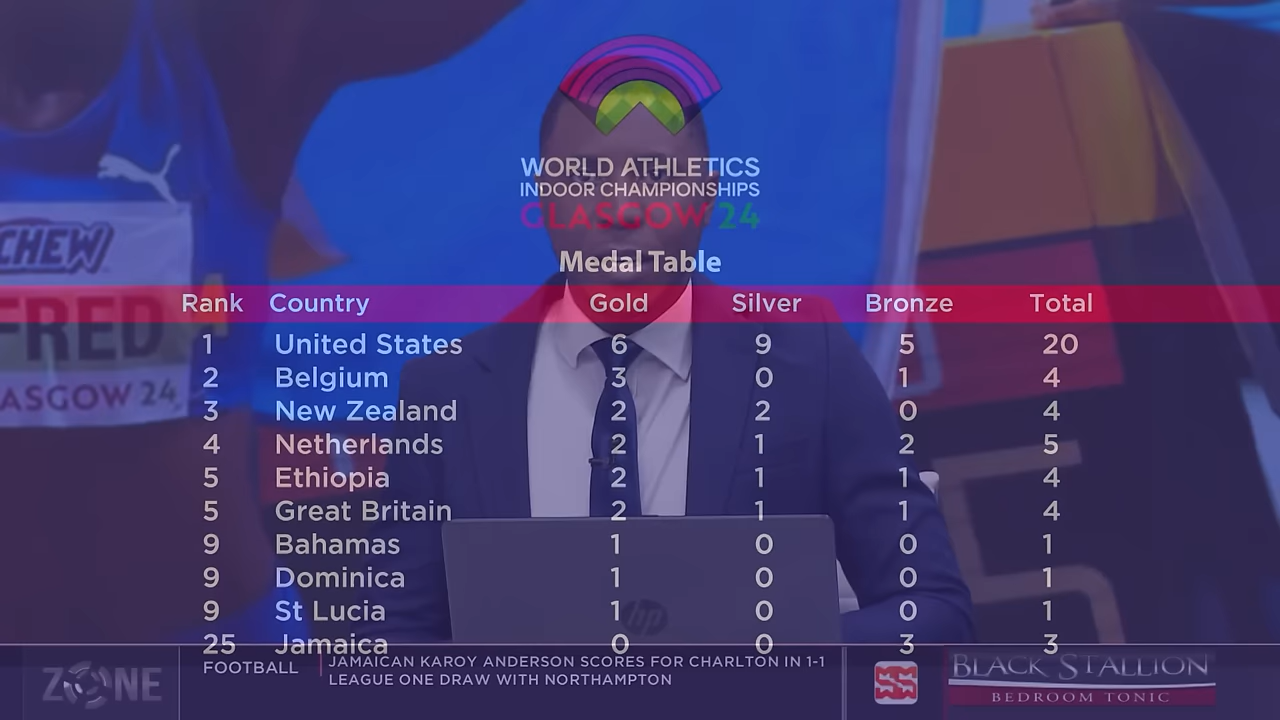 WORLD ATHLETICS
INDOOR CHAMPIONSHIPS
GLASGOW 24
Medal Table
Rank Country Gold Silver Bronze Total
1 United States 6 9 5 20
2 Belgium 3 0 1 4
3 New Zealand 2 2 0 4
4 Netherlands 2 1 2 5
5 Ethiopia 2 1 1 4
5 Great Britain 2 1 1 4
9 Bahamas 1 0 0 1
9 Dominica 1 0 0 1
9 St Lucia 1 0 0 1
25 Jamaica 0 0 3 3
CHEW
FRED
ASGOW 24
hp
ZONE
FOOTBALL
JAMAICAN KAROY ANDERSON SCORES FOR CHARLTON IN 1-1
LEAGUE ONE DRAW WITH NORTHAMPTON
BLACK STALLION
BEDROOM TONIC